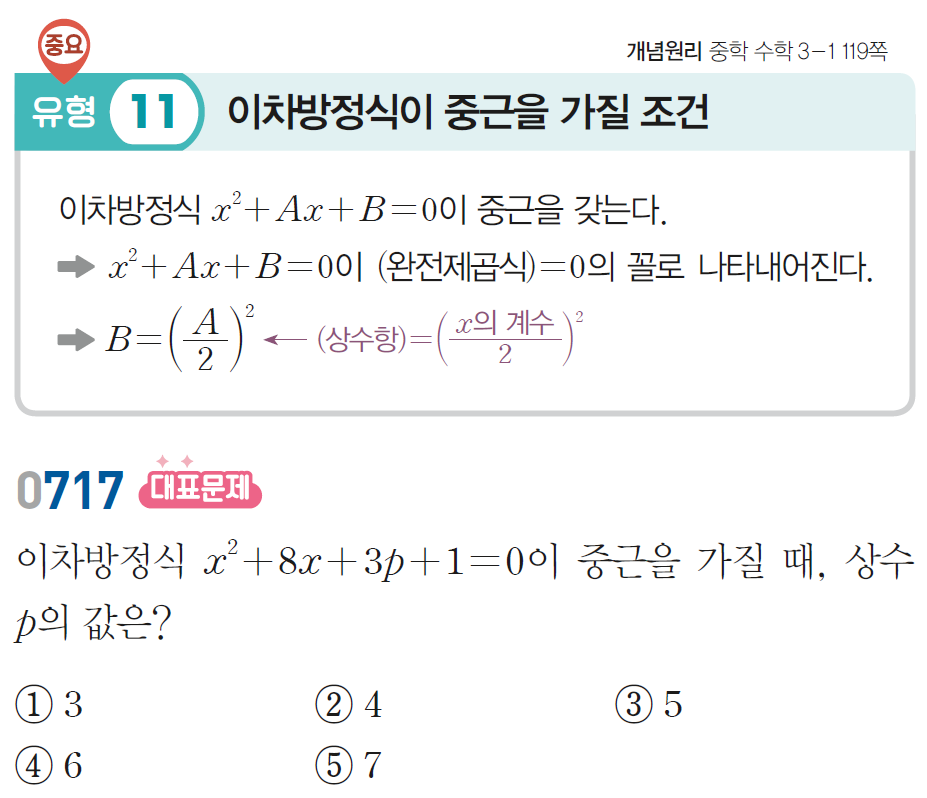 중요
개념원리 중학 수학 3-1 119쪽
유형 11 이차방정식이 중근을 가질 조건
이차방정식 x²+Ax+B=0이 중근을 갖는다.
➡ x²+Ax+B=0이 (완전제곱식)=0의 꼴로 나타내어진다.
➡ B=(A/2)² ← (상수항)=(x의 계수/2)²
0717 대표문제
이차방정식 x²+8x+3p+1=0이 중근을 가질 때, 상수
p의 값은?
① 3 ② 4 ③ 5
④ 6 ⑤ 7